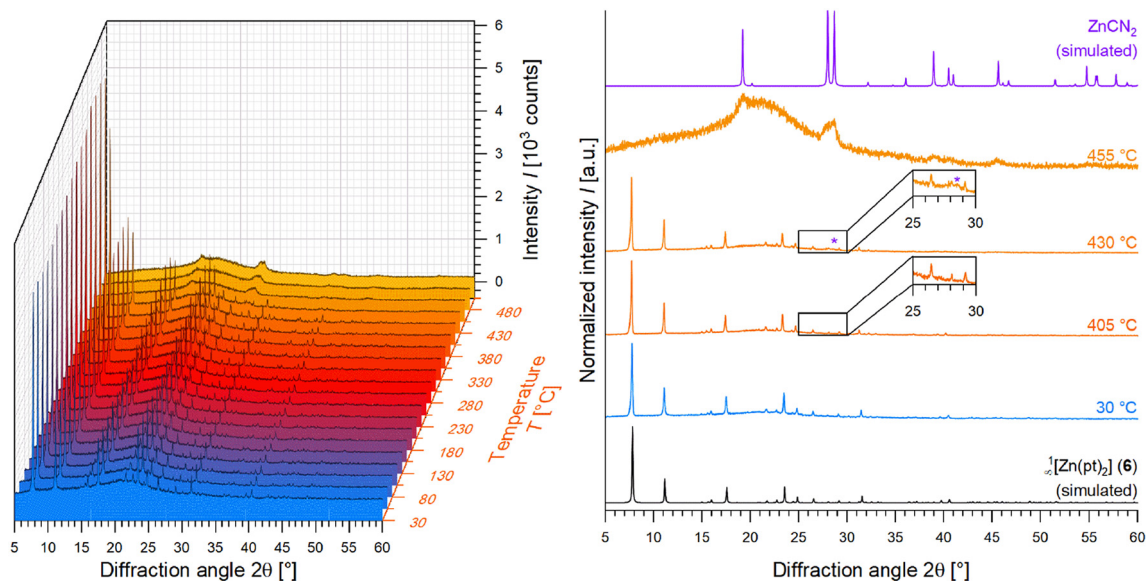 6
5
4
3
2
1
0
Intensity / [10³ counts]
480
430
380
330
280
230
180
130
80
30
Temperature
T [°C]
5 10 15 20 25 30 35 40 45 50 55 60
Diffraction angle 2θ [°]
Normalized intensity / [a.u.]
ZnCN₂
(simulated)
455 °C
*
25 30
*
430 °C
25 30
405 °C
30 °C
¹∞[Zn(pt)₂] (6)
(simulated)
5 10 15 20 25 30 35 40 45 50 55 60
Diffraction angle 2θ [°]